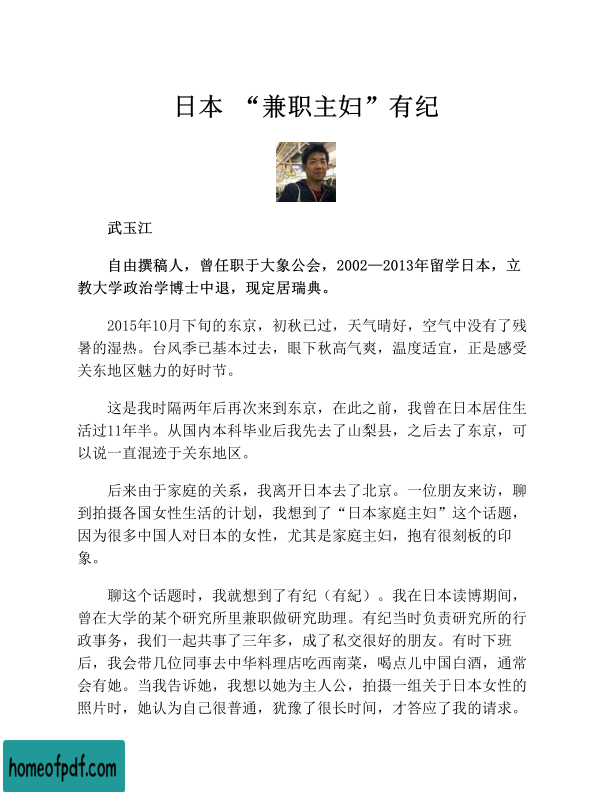 日本 “兼职主妇”有纪
武玉江
自由撰稿人，曾任职于大象公会，2002—2013年留学日本，立
教大学政治学博士中退，现定居瑞典。
2015年10月下旬的东京，初秋已过，天气晴好，空气中没有了残
暑的湿热。台风季已基本过去，眼下秋高气爽，温度适宜，正是感受
关东地区魅力的好时节。
这是我时隔两年后再次来到东京，在此之前，我曾在日本居住生
活过11年半。从国内本科毕业后我先去了山梨县，之后去了东京，可
以说一直混迹于关东地区。
后来由于家庭的关系，我离开日本去了北京。一位朋友来访，聊
到拍摄各国女性生活的计划，我想到了“日本家庭主妇”这个话题，
因为很多中国人对日本的女性，尤其是家庭主妇，抱有很刻板的印
象。
聊这个话题时，我就想到了有纪（有紀）。我在日本读博期间，
曾在大学的某个研究所里兼职做研究助理。有纪当时负责研究所的行
政事务，我们一起共事了三年多，成了私交很好的朋友。有时下班
后，我会带几位同事去中华料理店吃西南菜，喝点儿中国白酒，通常
会有她。当我告诉她，我想以她为主人公，拍摄一组关于日本女性的
照片时，她认为自己很普通，犹豫了很长时间，才答应了我的请求。
homeofpdf.com